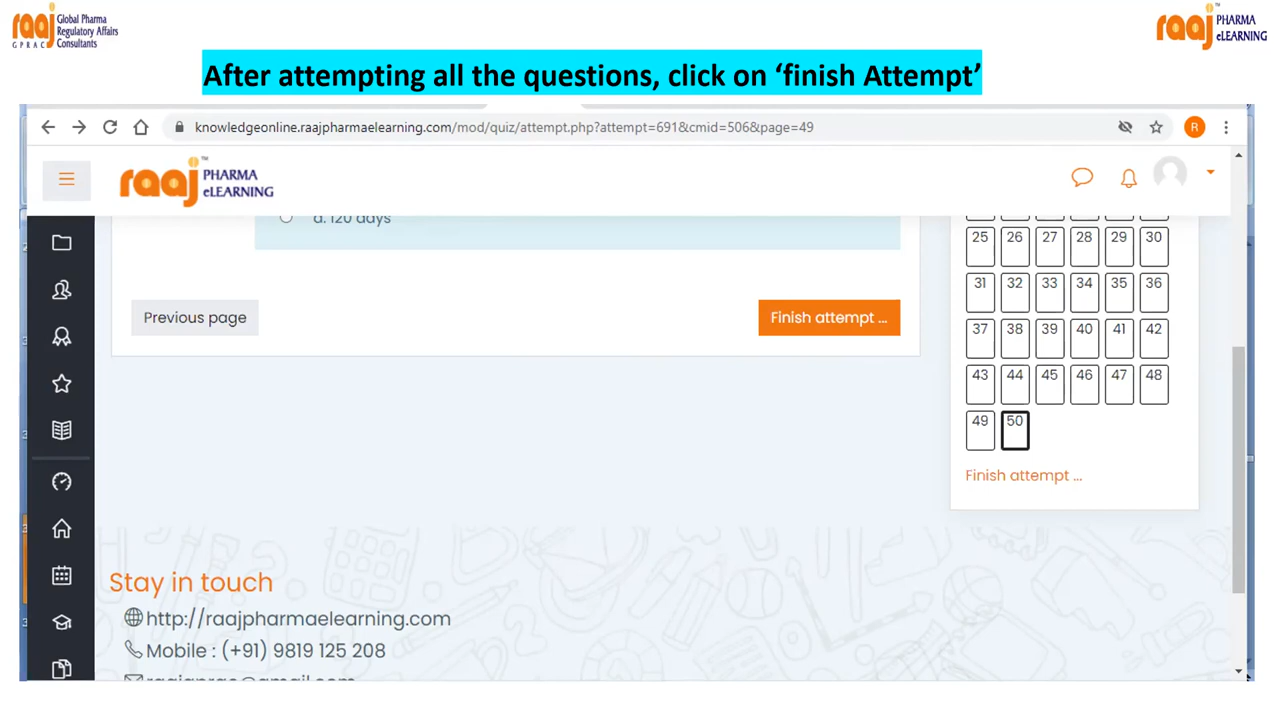 raaj Global Pharma
Regulatory Affairs
GPRAC Consultants
raaj PHARMA
eLEARNING
After attempting all the questions, click on ‘finish Attempt’
knowledgeonline.raajpharmaelearning.com/mod/quiz/attempt.php?attempt=691&cmid=506&page=49
R
raaj PHARMA
eLEARNING
d. 120 days
Previous page
Finish attempt ...
25 26 27 28 29 30
31 32 33 34 35 36
37 38 39 40 41 42
43 44 45 46 47 48
49 50
Finish attempt ...
Stay in touch
http://raajpharmaelearning.com
Mobile : (+91) 9819 125 208